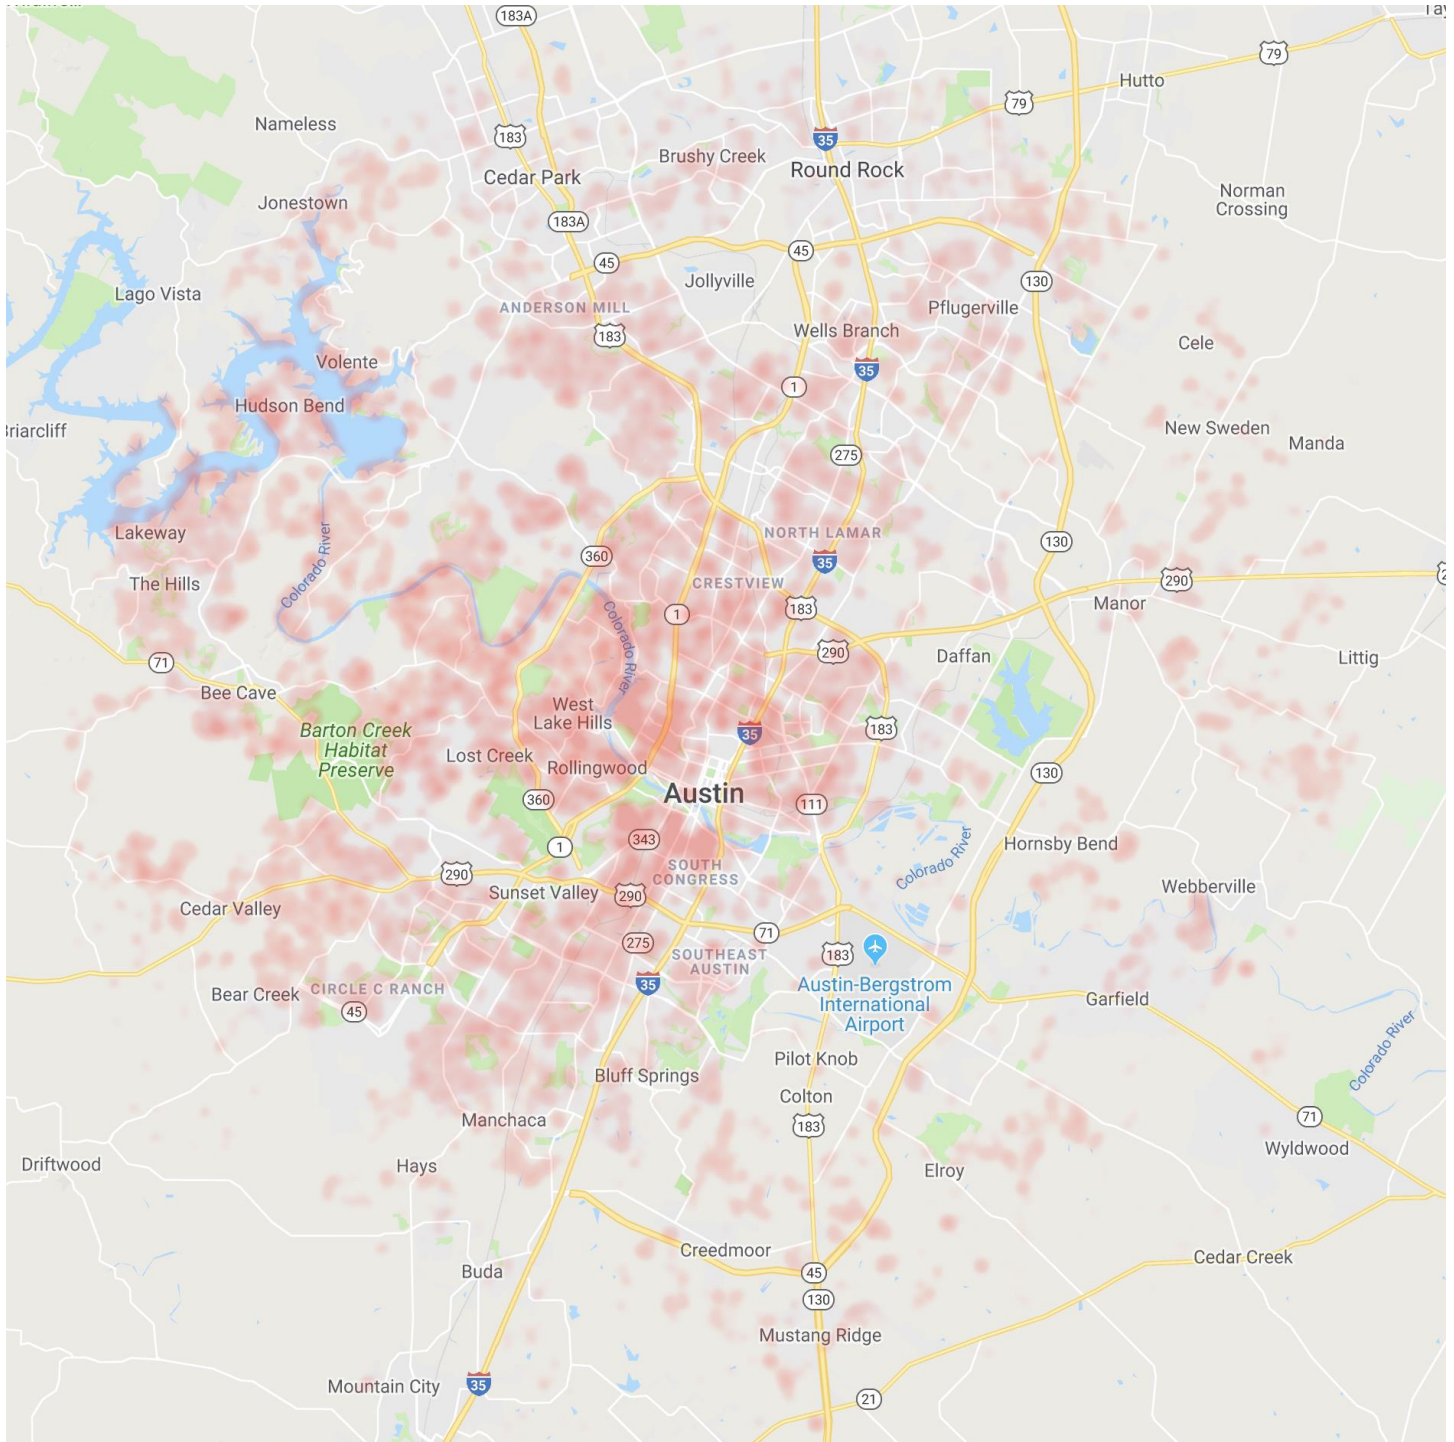 183A
79
Hutto
79
Nameless
183
35
Brushy Creek
Round Rock
Cedar Park
Norman
Crossing
Jonestown
183A
45
45
Jollyville
130
Lago Vista
ANDERSON MILL
Pflugerville
183
Wells Branch
Cele
Volente
35
1
Hudson Bend
New Sweden
Manda
Briarcliff
275
Lakeway
NORTH LAMAR
130
360
35
Colorado River
The Hills
CRESTVIEW
290
Manor
183
1
Colorado River
290
Daffan
Littig
71
Bee Cave
West
Lake Hills
Barton Creek
Habitat
Preserve
35
183
Lost Creek
Rollingwood
130
Austin
360
111
343
1
Hornsby Bend
Colorado River
290
SOUTH
CONGRESS
Sunset Valley
290
Webberville
Cedar Valley
71
275
183
SOUTHEAST
AUSTIN
35
Austin-Bergstrom
International
Airport
Bear Creek
CIRCLE C RANCH
45
Garfield
Colorado River
Pilot Knob
Bluff Springs
Colton
Manchaca
183
71
Wyldwood
Driftwood
Hays
Elroy
Creedmoor
Cedar Creek
Buda
45
130
Mustang Ridge
Mountain City
35
21